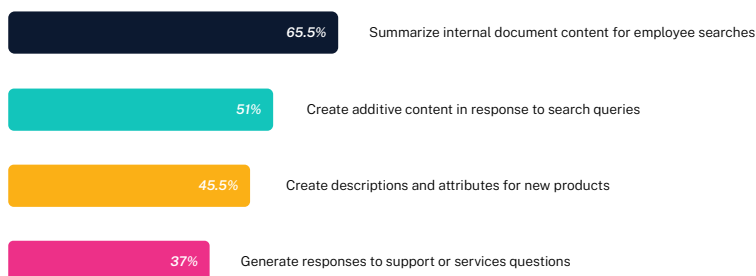 65.5% Summarize internal document content for employee searches
51% Create additive content in response to search queries
45.5% Create descriptions and attributes for new products
37% Generate responses to support or services questions